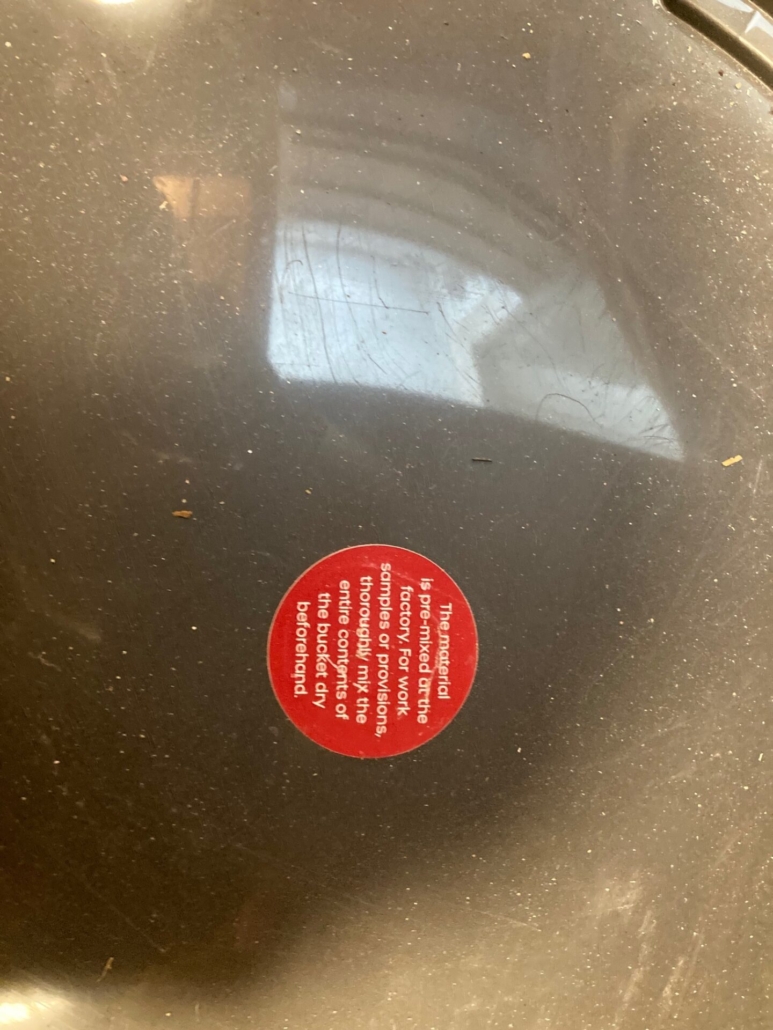 The material
is pre-mixed at the
factory. For work
samples or provisions,
thoroughly mix the
entire contents of
the bucket dry
beforehand.